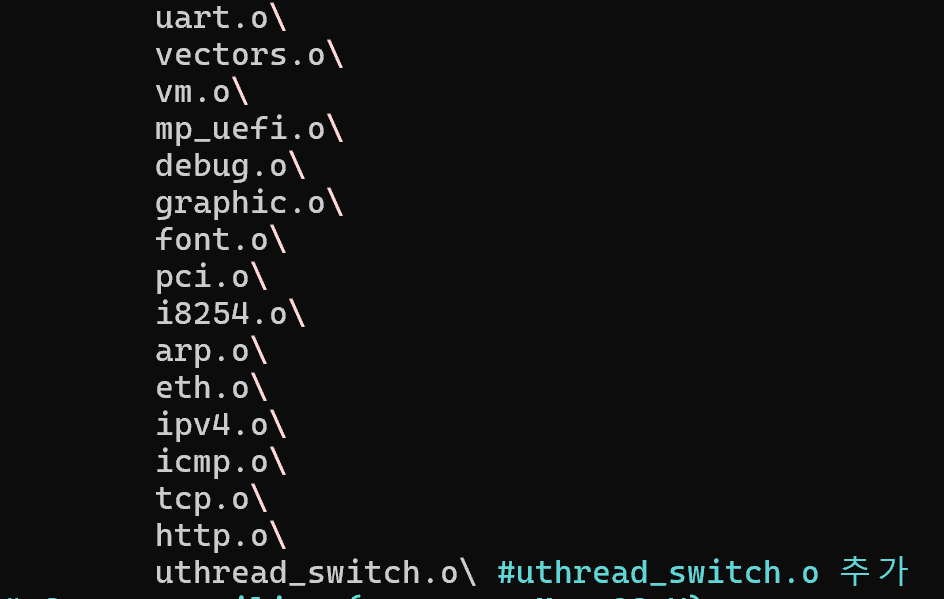 uart.o\
vectors.o\
vm.o\
mp_uefi.o\
debug.o\
graphic.o\
font.o\
pci.o\
i8254.o\
arp.o\
eth.o\
ipv4.o\
icmp.o\
tcp.o\
http.o\
uthread_switch.o\ #uthread_switch.o 추가